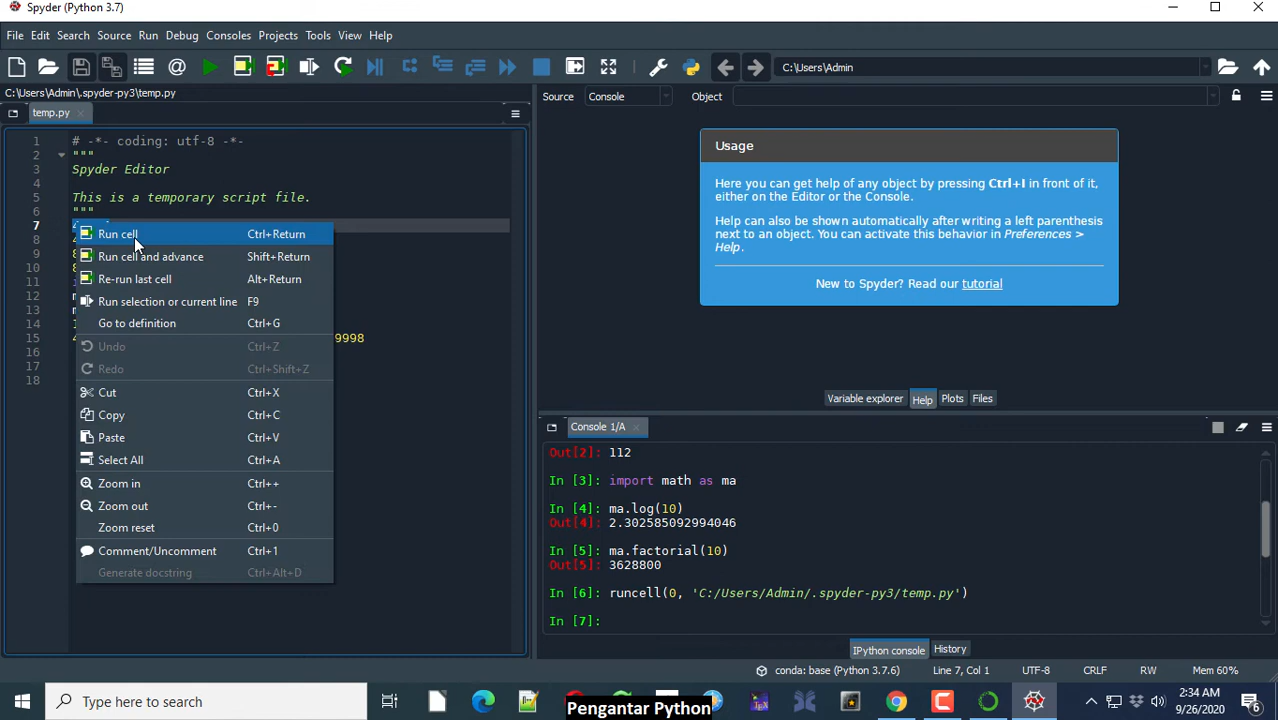 Spyder (Python 3.7)
File Edit Search Source Run Debug Consoles Projects Tools View Help
C:\Users\Admin
C:\Users\Admin\.spyder-py3\temp.py
temp.py
Source Console Object
1 # -*- coding: utf-8 -*-
2 """
3 Spyder Editor
4
5 This is a temporary script file.
6 """
7
8
9
10
11
12
13
14
15 9998
16
17
18
Run cell Ctrl+Return
Run cell and advance Shift+Return
Re-run last cell Alt+Return
Run selection or current line F9
Go to definition Ctrl+G
Undo Ctrl+Z
Redo Ctrl+Shift+Z
Cut Ctrl+X
Copy Ctrl+C
Paste Ctrl+V
Select All Ctrl+A
Zoom in Ctrl++
Zoom out Ctrl+-
Zoom reset Ctrl+0
Comment/Uncomment Ctrl+1
Generate docstring Ctrl+Alt+D
Usage
Here you can get help of any object by pressing Ctrl+I in front of it,
either on the Editor or the Console.
Help can also be shown automatically after writing a left parenthesis
next to an object. You can activate this behavior in Preferences >
Help.
New to Spyder? Read our tutorial
Variable explorer Help Plots Files
Console 1/A
Out[2]: 112
In [3]: import math as ma
In [4]: ma.log(10)
Out[4]: 2.302585092994046
In [5]: ma.factorial(10)
Out[5]: 3628800
In [6]: runcell(0, 'C:/Users/Admin/.spyder-py3/temp.py')
In [7]:
IPython console History
conda: base (Python 3.7.6) Line 7, Col 1 UTF-8 CRLF RW Mem 60%
Type here to search
Pengantar Python
2:34 AM
9/26/2020
6